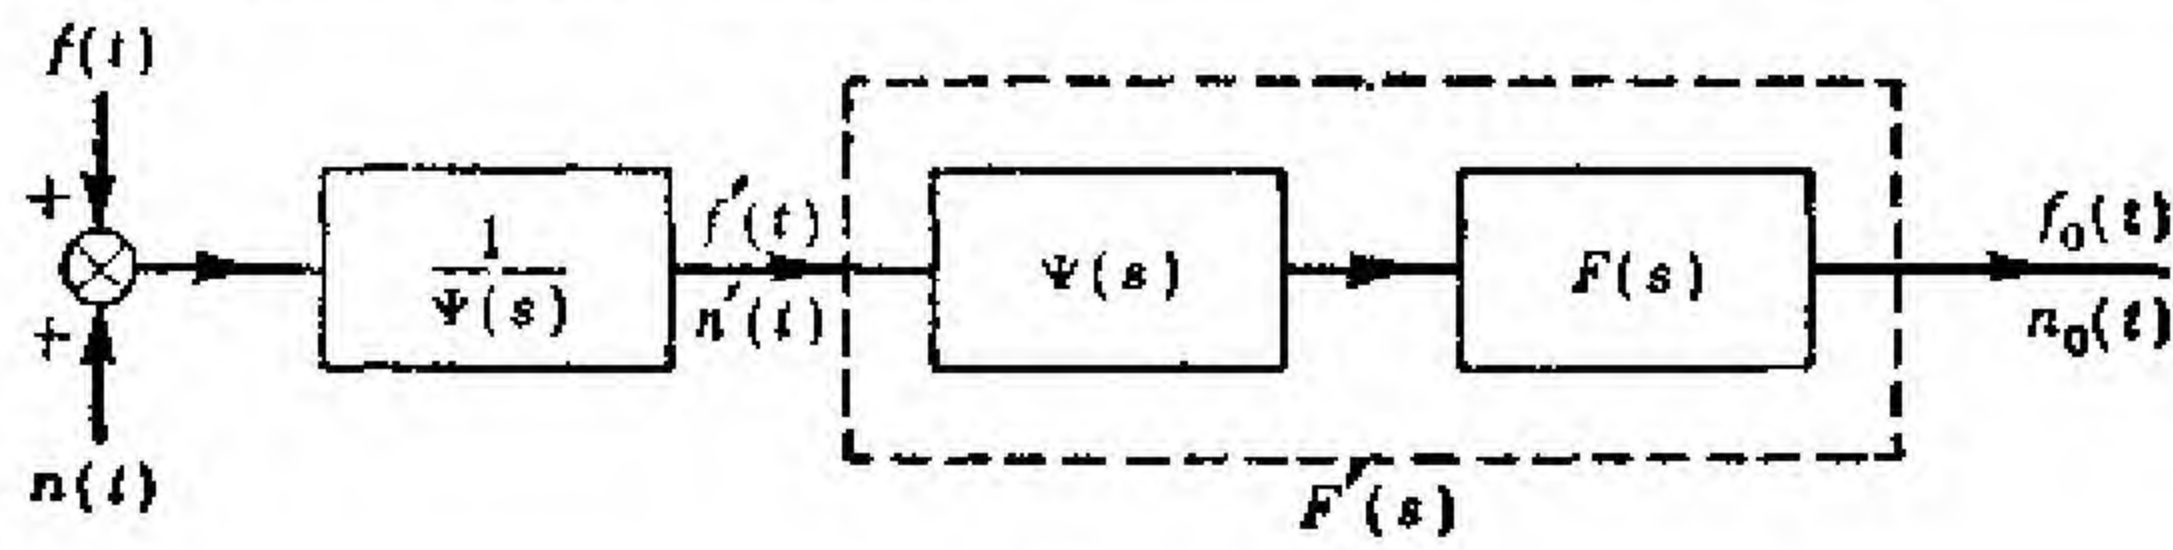 f(t)
+
+
n(t)
1
Ψ(s)
f′(t)
n′(t)
Ψ(s)
F(s)
F′(s)
f₀(t)
n₀(t)